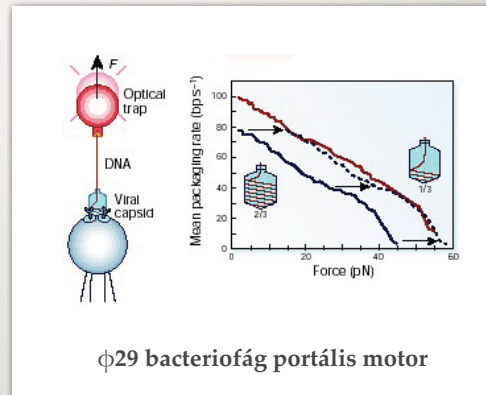 F
Optical
trap
DNA
Viral
capsid
Mean packaging rate (bp s⁻¹)
100
80
60
40
20
0
2/3
1/3
0
20
40
60
Force (pN)
ϕ29 bacteriofág portális motor